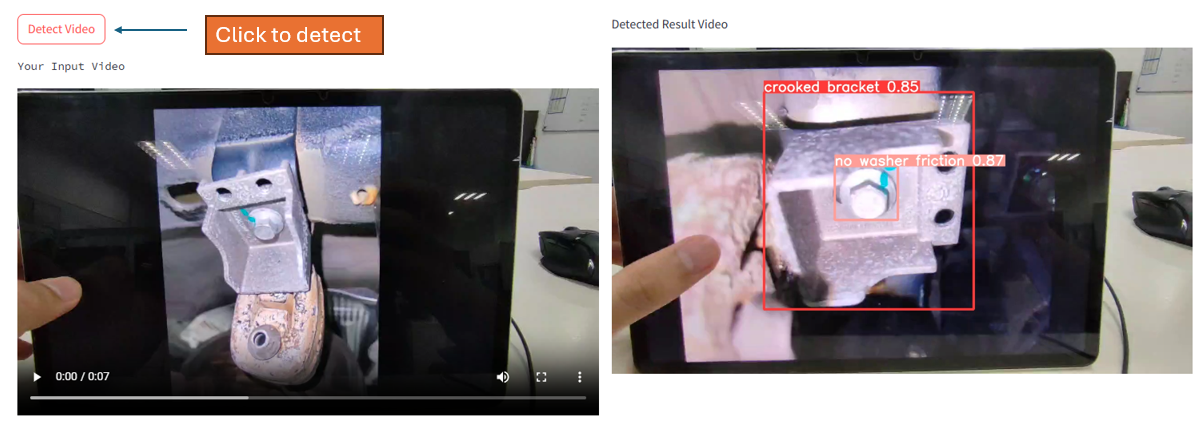 Detect Video
Click to detect
Your Input Video
0:00 / 0:07
Detected Result Video
crooked bracket 0.85
no washer friction 0.87